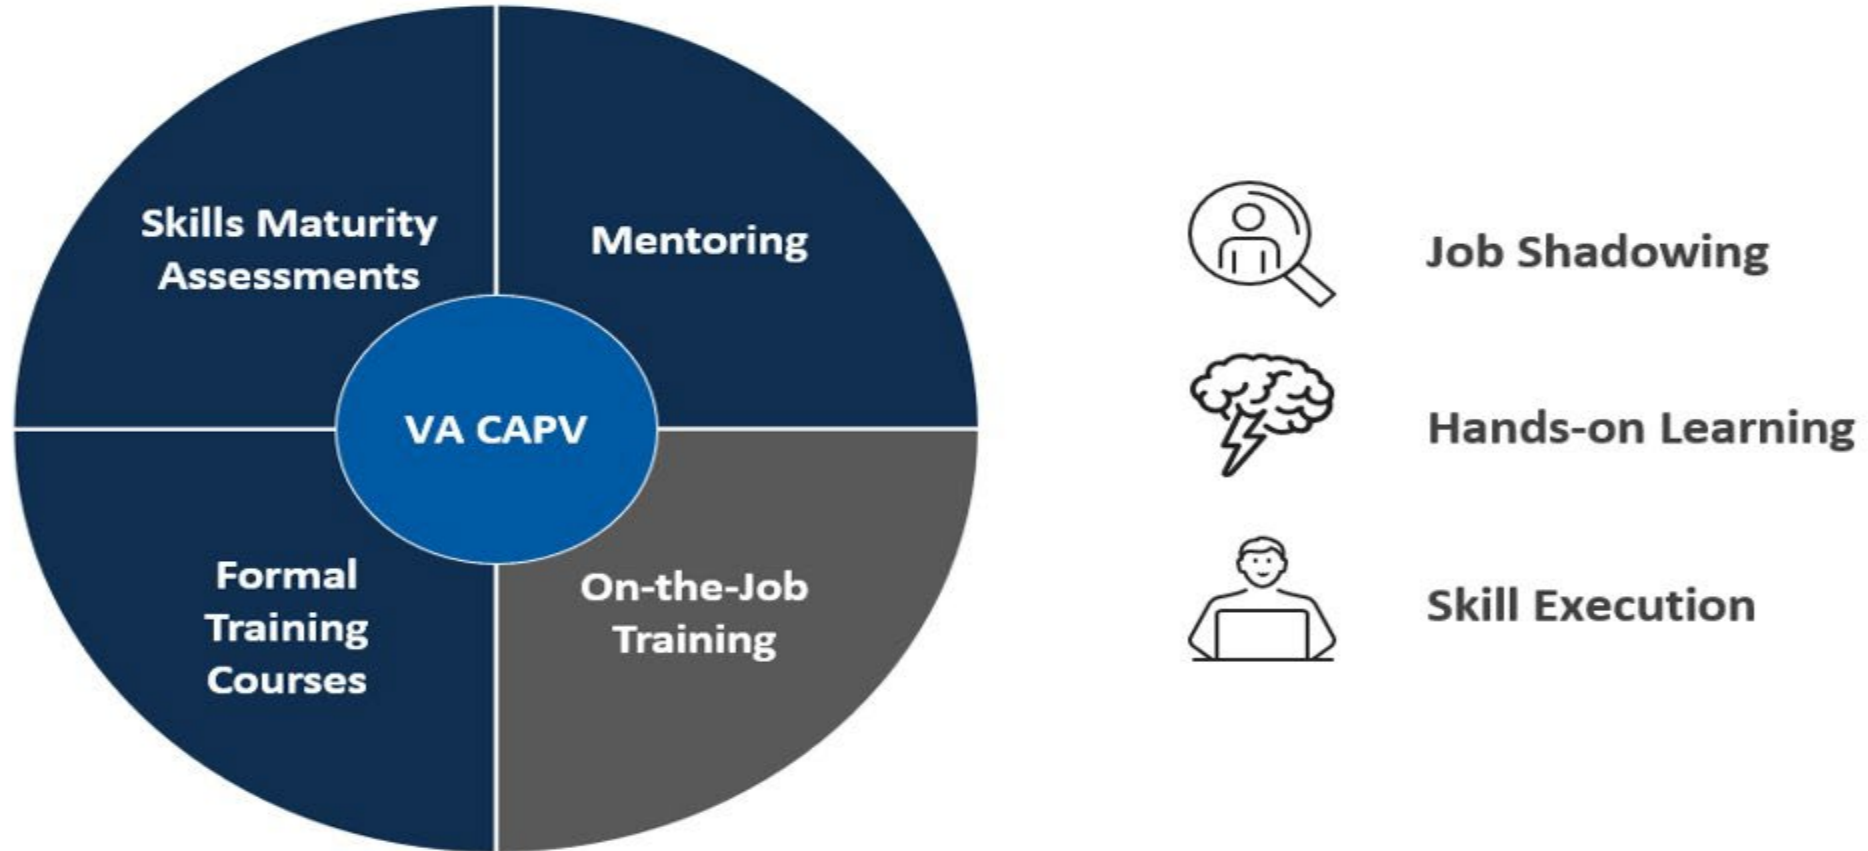 Skills Maturity
Assessments
Mentoring
VA CAPV
Formal
Training
Courses
On-the-Job
Training
Job Shadowing
Hands-on Learning
Skill Execution